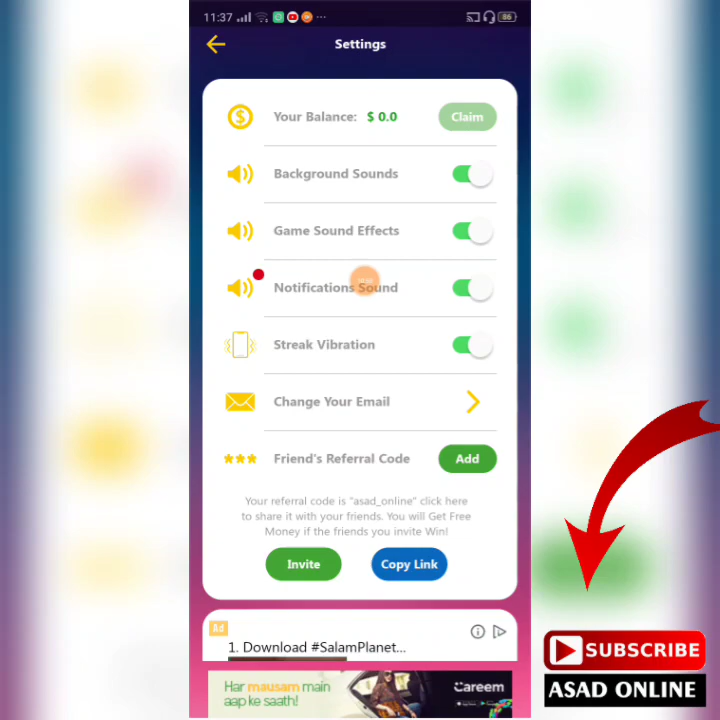 11:37
86
Settings
Your Balance: $ 0.0
Claim
Background Sounds
Game Sound Effects
Notifications Sound
Streak Vibration
Change Your Email
Friend's Referral Code
Add
Your referral code is "asad_online" click here
to share it with your friends. You will Get Free
Money if the friends you invite Win!
Invite
Copy Link
Ad
1. Download #SalamPlanet...
Har mausam main
aap ke saath!
Careem
SUBSCRIBE
ASAD ONLINE